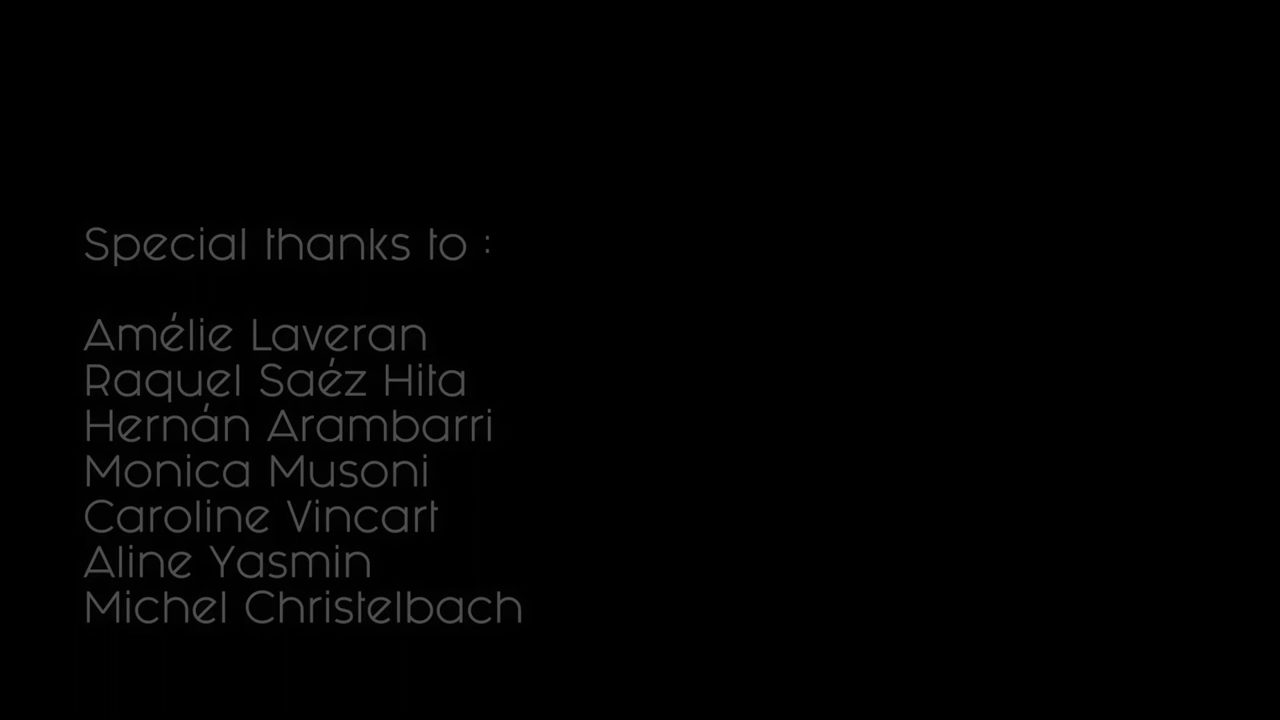 Special thanks to :
Amélie Laveran
Raquel Saéz Hita
Hernán Arambarri
Monica Musoni
Caroline Vincart
Aline Yasmin
Michel Christelbach